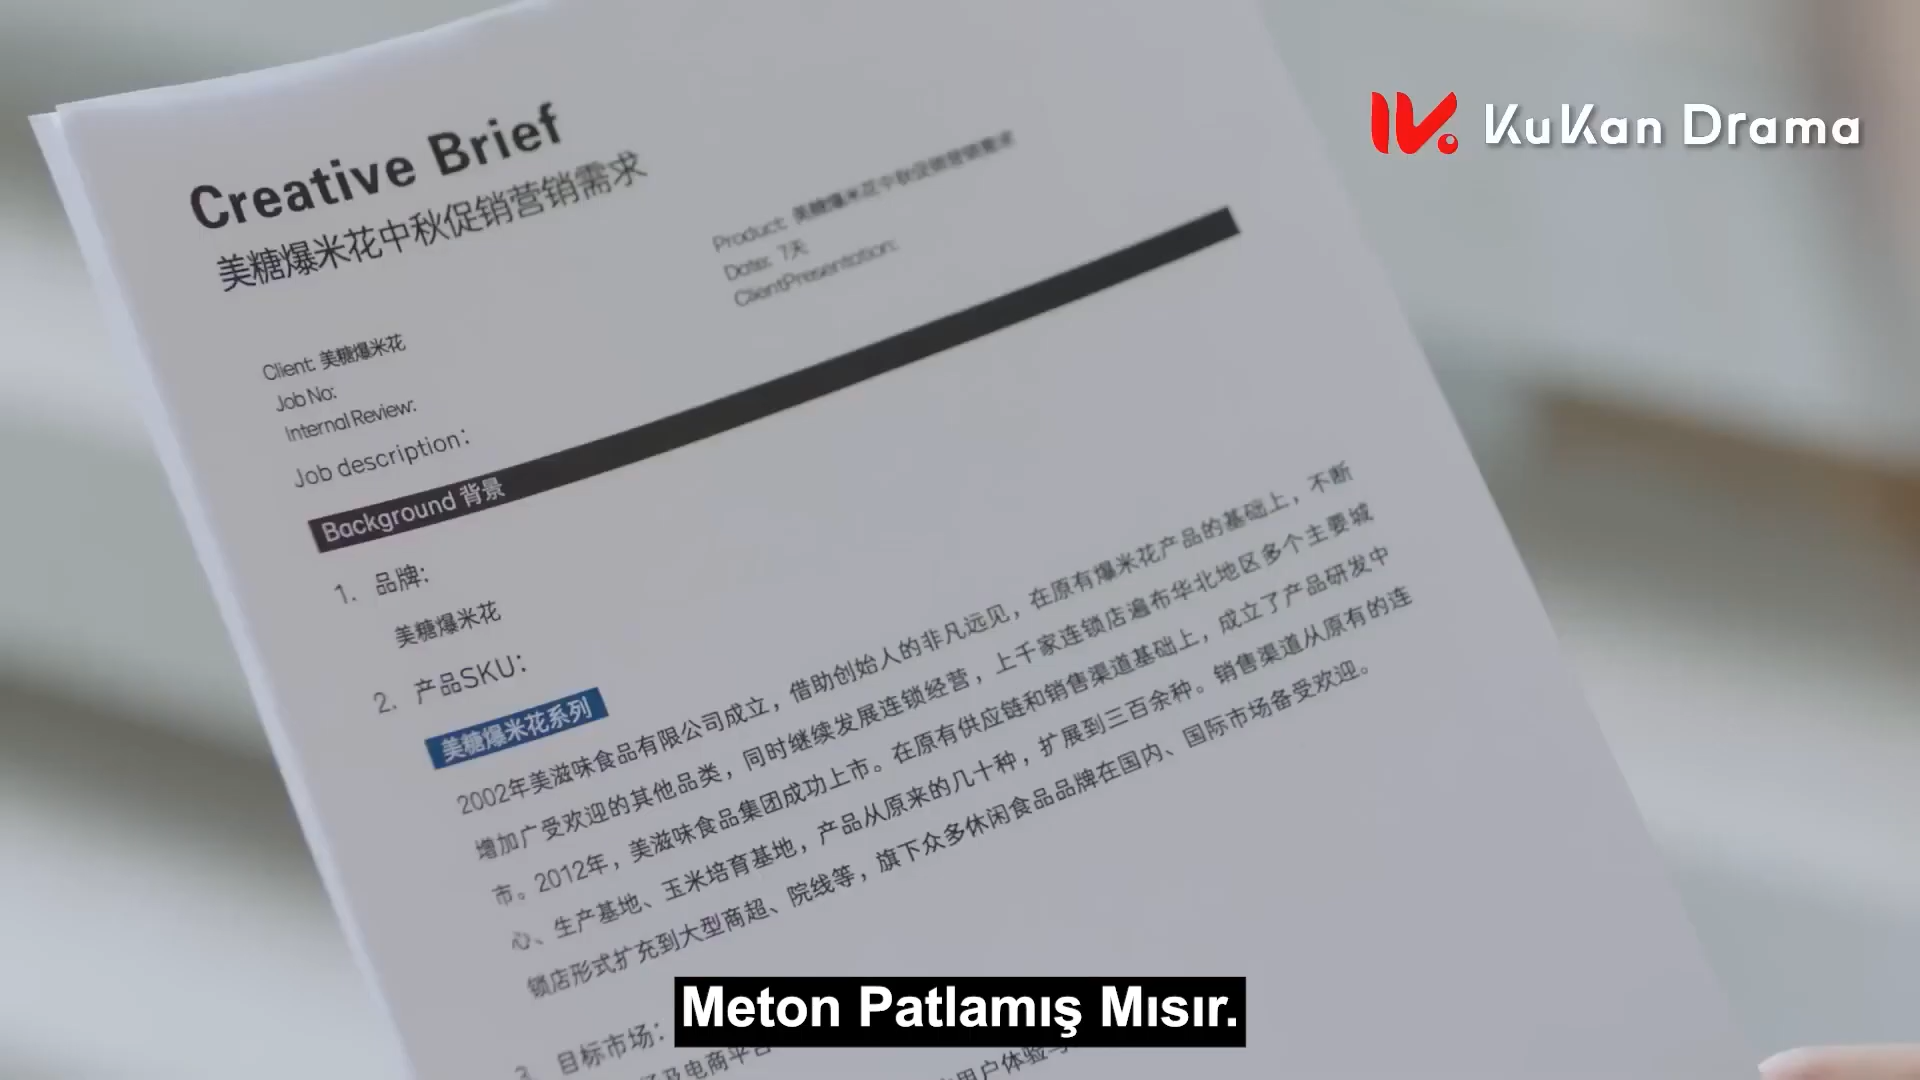 KuKan Drama
Creative Brief
美糖爆米花中秋促销营销需求
Product: 美糖爆米花中秋促销营销需求
Date: 7天
ClientPresentation:
Client: 美糖爆米花
Job No:
Internal Review:
Job description:
Background 背景
1. 品牌:
美糖爆米花
2. 产品SKU:
美糖爆米花系列
2002年美滋味食品有限公司成立，借助创始人的非凡远见，在原有爆米花产品的基础上，不断
增加广受欢迎的其他品类，同时继续发展连锁经营，上千家连锁店遍布华北地区多个主要城
市。2012年，美滋味食品集团成功上市。在原有供应链和销售渠道基础上，成立了产品研发中
心、生产基地、玉米培育基地，产品从原来的几十种，扩展到三百余种。销售渠道从原有的连
锁店形式扩充到大型商超、院线等，旗下众多休闲食品品牌在国内、国际市场备受欢迎。
3. 目标市场:
及电商平台 用户体验
Meton Patlamış Mısır.